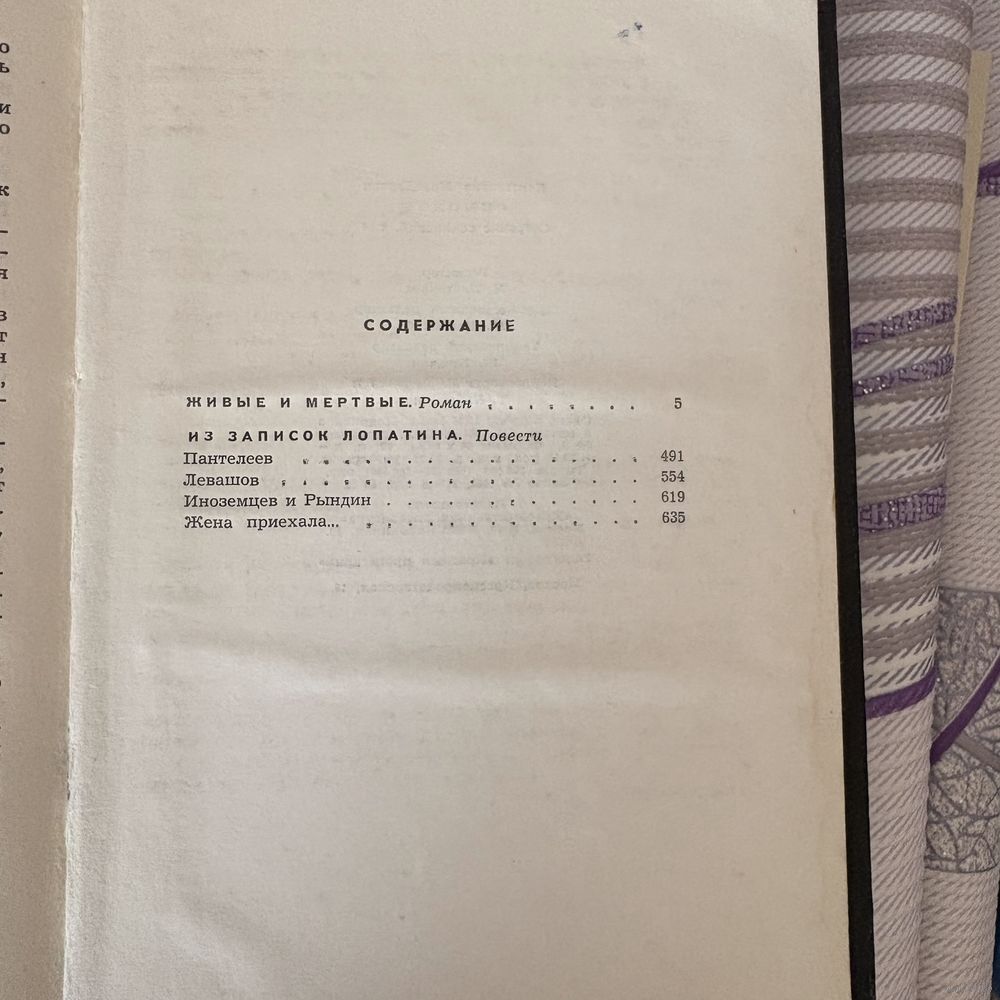 СОДЕРЖАНИЕ
ЖИВЫЕ И МЕРТВЫЕ. Роман . . . . . . . . 5
ИЗ ЗАПИСОК ЛОПАТИНА. Повести
Пантелеев . . . . . . . . . . . . . . . . 491
Левашов . . . . . . . . . . . . . . . . . 554
Иноземцев и Рындин . . . . . . . . . . . . . 619
Жена приехала... . . . . . . . . . . . . . 635